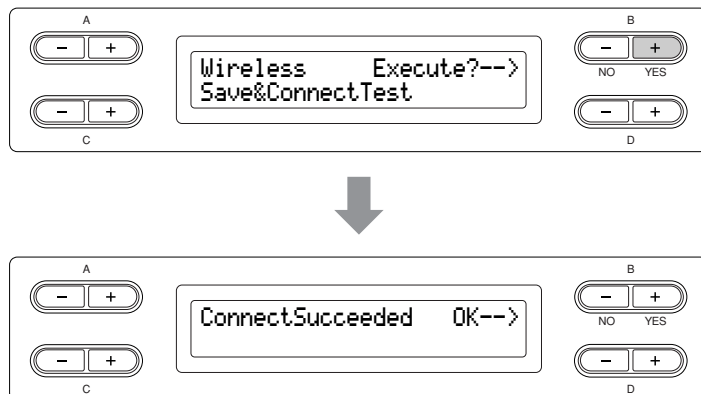 A
B
- +
- +
NO YES
Wireless Execute?-->
Save&ConnectTest
- +
- +
C
D
A
B
- +
- +
NO YES
ConnectSucceeded OK-->
- +
- +
C
D